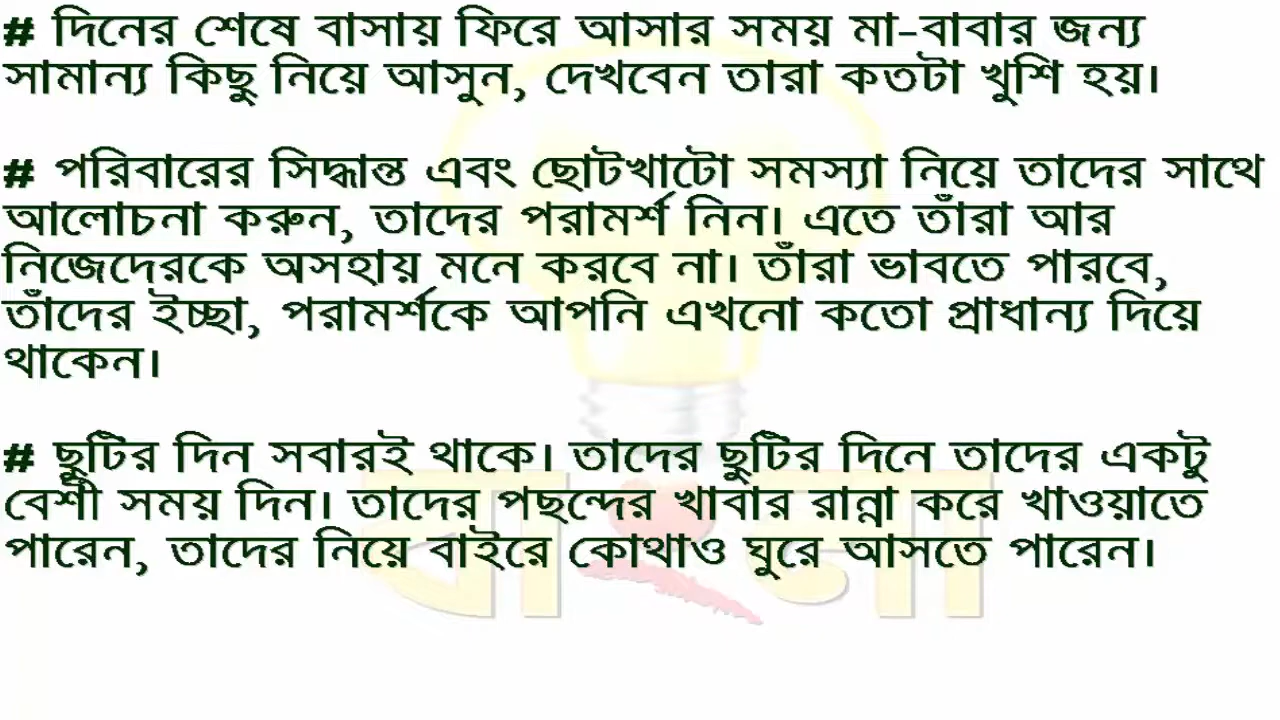 # দিনের শেষে বাসায় ফিরে আসার সময় মা-বাবার জন্য
সামান্য কিছু নিয়ে আসুন, দেখবেন তারা কতটা খুশি হয়।
# পরিবারের সিদ্ধান্ত এবং ছোটখাটো সমস্যা নিয়ে তাদের সাথে
আলোচনা করুন, তাদের পরামর্শ নিন। এতে তাঁরা আর
নিজেদেরকে অসহায় মনে করবে না। তাঁরা ভাবতে পারবে,
তাঁদের ইচ্ছা, পরামর্শকে আপনি এখনো কতো প্রাধান্য দিয়ে
থাকেন।
# ছুটির দিন সবারই থাকে। তাদের ছুটির দিনে তাদের একটু
বেশী সময় দিন। তাদের পছন্দের খাবার রান্না করে খাওয়াতে
পারেন, তাদের নিয়ে বাইরে কোথাও ঘুরে আসতে পারেন।
বাংলা